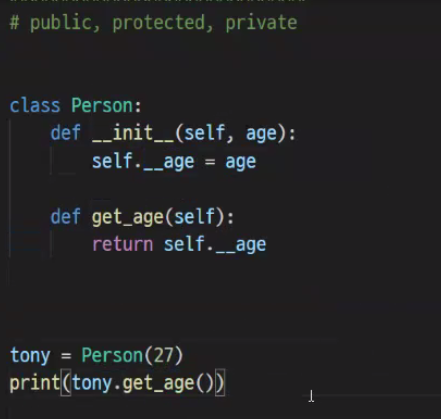 # public, protected, private
class Person:
    def __init__(self, age):
        self.__age = age
    def get_age(self):
        return self.__age
tony = Person(27)
print(tony.get_age())